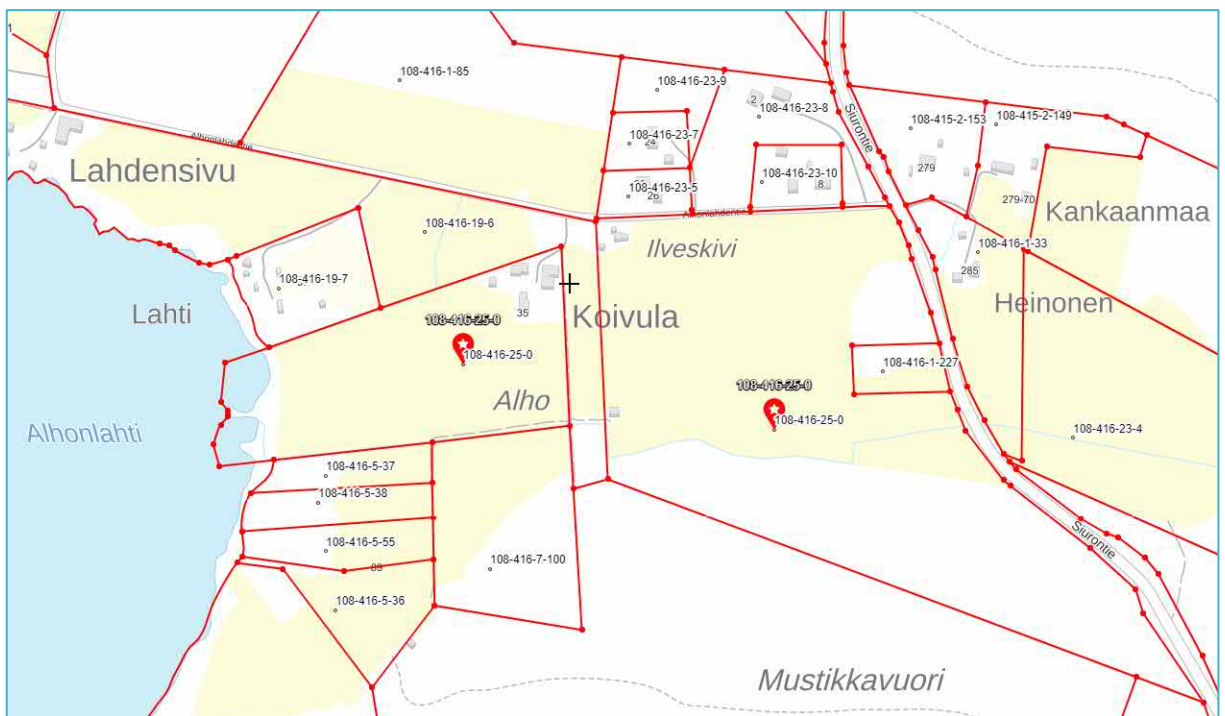 1
108-416-1-85
108-416-23-9
2
108-416-23-8
Siurontie
108-415-2-153
108-415-2-149
Alhonlahdentie
108-416-23-7
24
Lahdensivu
108-416-23-10
8
279
108-416-23-5
26
279-70
Kankaanmaa
Alhonlahdentie
108-416-19-6
Ilveskivi
108-416-1-33
285
108-416-19-7
Lahti
35
Koivula
Heinonen
108-416-25-0
108-416-25-0
108-416-1-227
108-416-25-0
108-416-25-0
Alho
Alhonlahti
108-416-23-4
108-416-5-37
108-416-5-38
108-416-5-55
89
108-416-7-100
Siurontie
108-416-5-36
Mustikkavuori